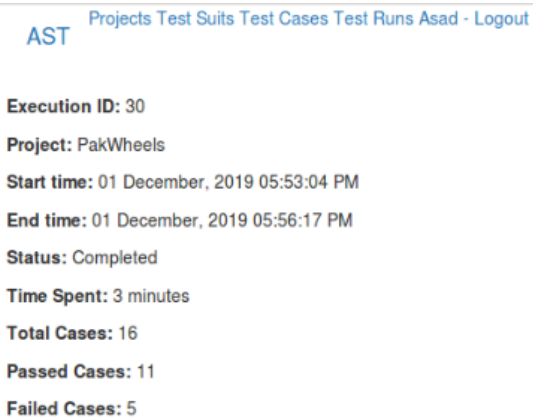 AST
Projects Test Suits Test Cases Test Runs Asad - Logout
Execution ID: 30
Project: PakWheels
Start time: 01 December, 2019 05:53:04 PM
End time: 01 December, 2019 05:56:17 PM
Status: Completed
Time Spent: 3 minutes
Total Cases: 16
Passed Cases: 11
Failed Cases: 5